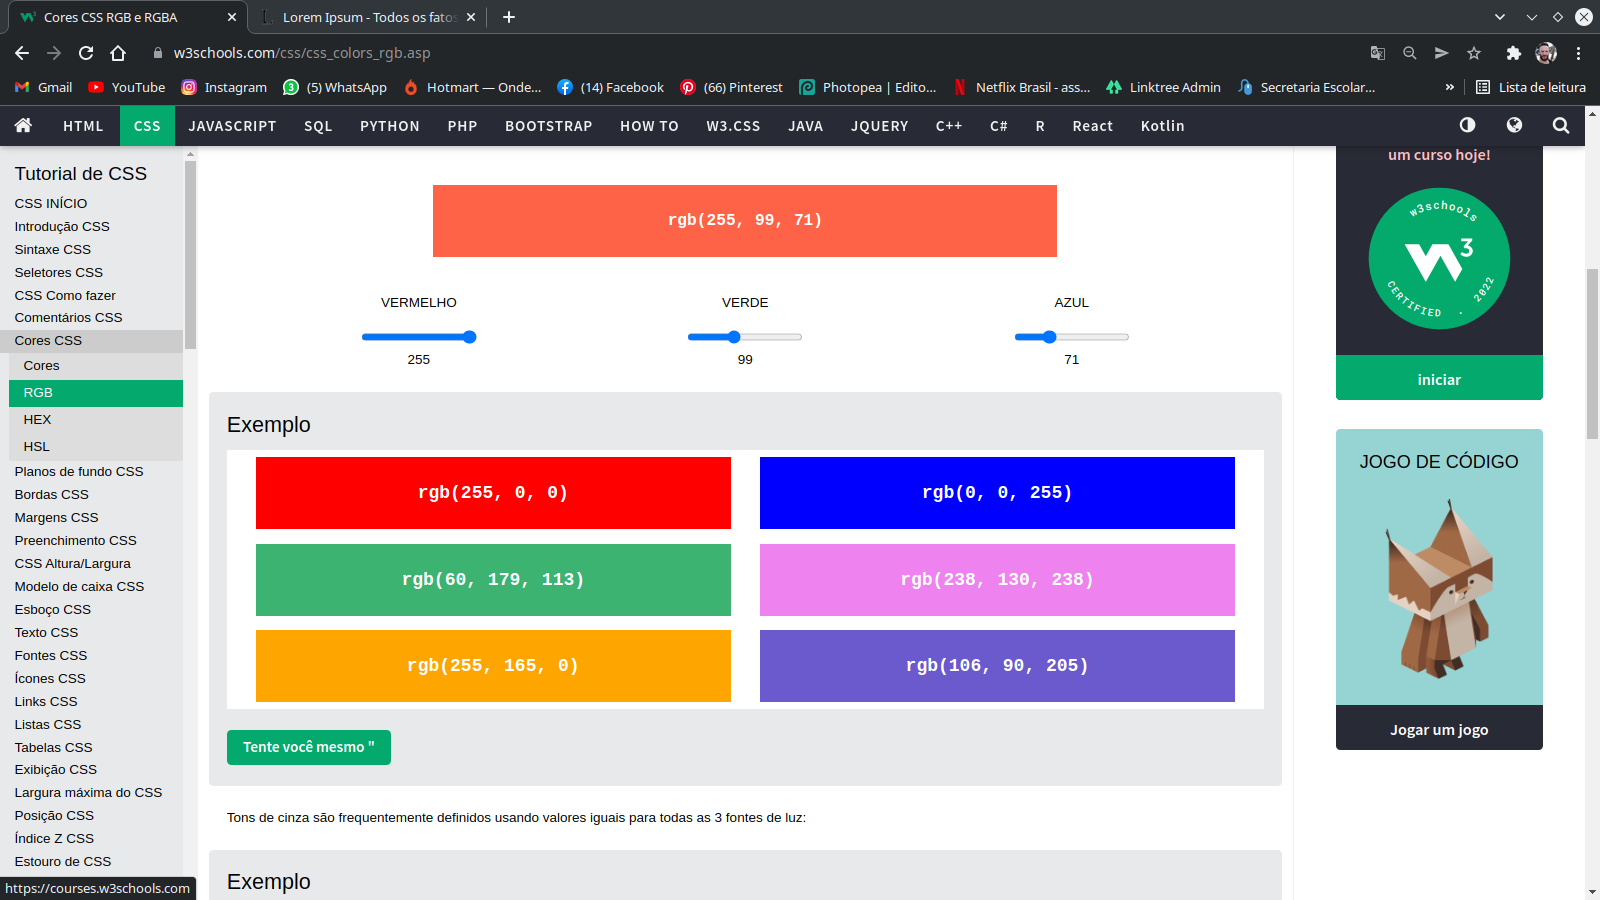 Cores CSS RGB e RGBA
Lorem Ipsum - Todos os fatos
w3schools.com/css/css_colors_rgb.asp
Gmail
YouTube
Instagram
(5) WhatsApp
Hotmart — Onde...
(14) Facebook
(66) Pinterest
Photopea | Edito...
Netflix Brasil - ass...
Linktree Admin
Secretaria Escolar...
»
Lista de leitura
HTML
CSS
JAVASCRIPT
SQL
PYTHON
PHP
BOOTSTRAP
HOW TO
W3.CSS
JAVA
JQUERY
C++
C#
R
React
Kotlin
Tutorial de CSS
CSS INÍCIO
Introdução CSS
Sintaxe CSS
Seletores CSS
CSS Como fazer
Comentários CSS
Cores CSS
Cores
RGB
HEX
HSL
Planos de fundo CSS
Bordas CSS
Margens CSS
Preenchimento CSS
CSS Altura/Largura
Modelo de caixa CSS
Esboço CSS
Texto CSS
Fontes CSS
Ícones CSS
Links CSS
Listas CSS
Tabelas CSS
Exibição CSS
Largura máxima do CSS
Posição CSS
Índice Z CSS
Estouro de CSS
https://courses.w3schools.com
rgb(255, 99, 71)
VERMELHO
255
VERDE
99
AZUL
71
Exemplo
rgb(255, 0, 0)
rgb(0, 0, 255)
rgb(60, 179, 113)
rgb(238, 130, 238)
rgb(255, 165, 0)
rgb(106, 90, 205)
Tente você mesmo "
Tons de cinza são frequentemente definidos usando valores iguais para todas as 3 fontes de luz:
Exemplo
um curso hoje!
w3schools
3
CERTIFIED . 2022
iniciar
JOGO DE CÓDIGO
Jogar um jogo